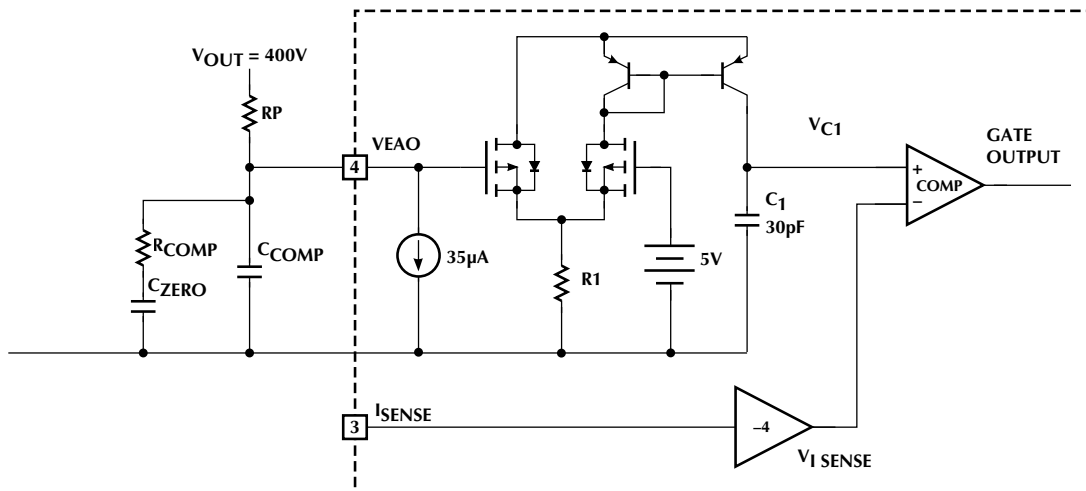 VOUT = 400V
RP
VEAO
4
RCOMP
CZERO
CCOMP
35µA
R1
5V
VC1
C1
30pF
+
COMP
−
GATE
OUTPUT
3
ISENSE
–4
VI SENSE